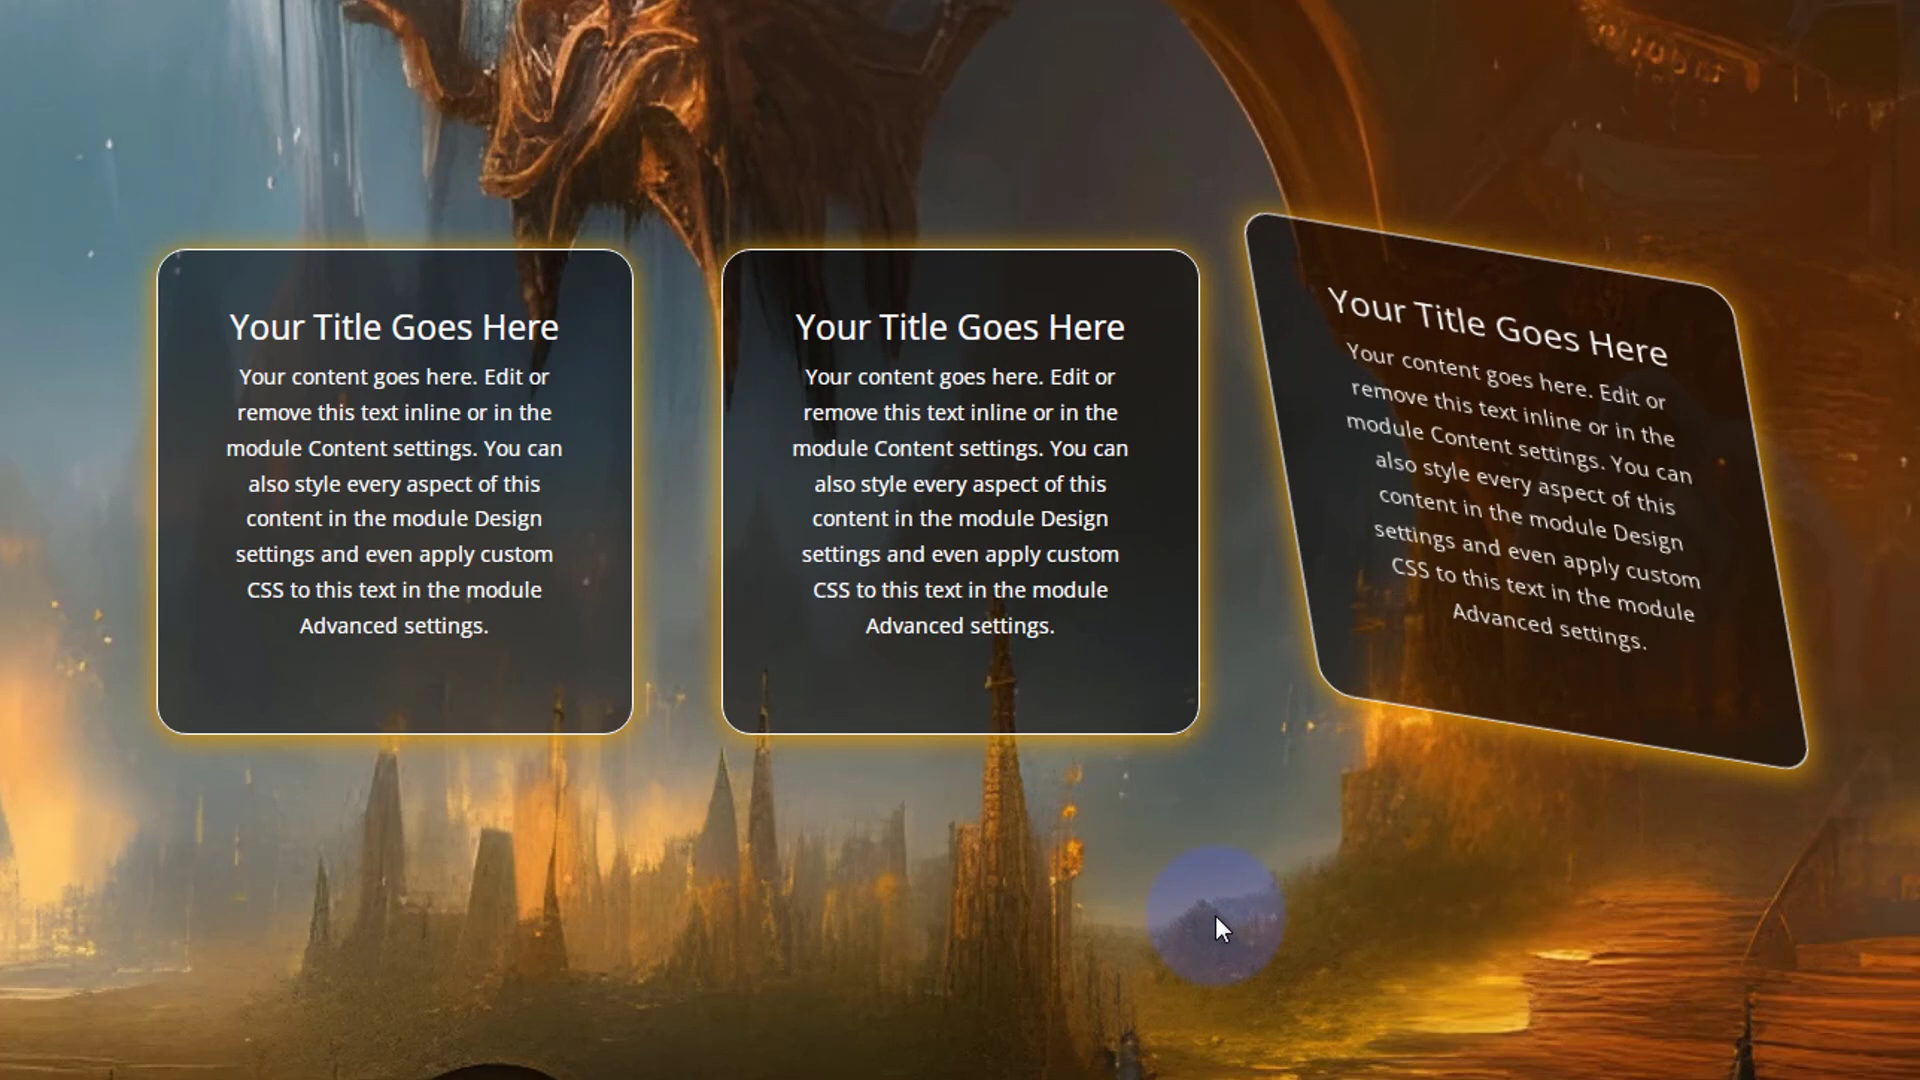 Your Title Goes Here
Your content goes here. Edit or
remove this text inline or in the
module Content settings. You can
also style every aspect of this
content in the module Design
settings and even apply custom
CSS to this text in the module
Advanced settings.
Your Title Goes Here
Your content goes here. Edit or
remove this text inline or in the
module Content settings. You can
also style every aspect of this
content in the module Design
settings and even apply custom
CSS to this text in the module
Advanced settings.
Your Title Goes Here
Your content goes here. Edit or
remove this text inline or in the
module Content settings. You can
also style every aspect of this
content in the module Design
settings and even apply custom
CSS to this text in the module
Advanced settings.